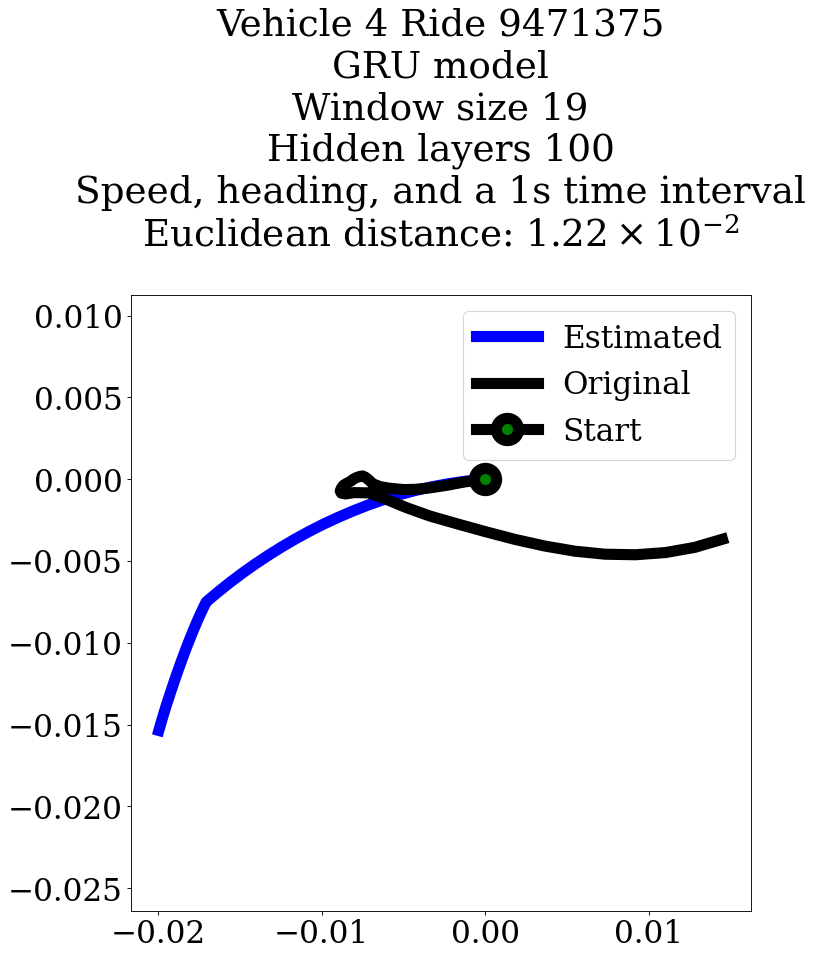 Vehicle 4 Ride 9471375
GRU model
Window size 19
Hidden layers 100
Speed, heading, and a 1s time interval
Euclidean distance: 1.22 × 10⁻²
Estimated
Original
Start
0.010
0.005
0.000
−0.005
−0.010
−0.015
−0.020
−0.025
−0.02
−0.01
0.00
0.01